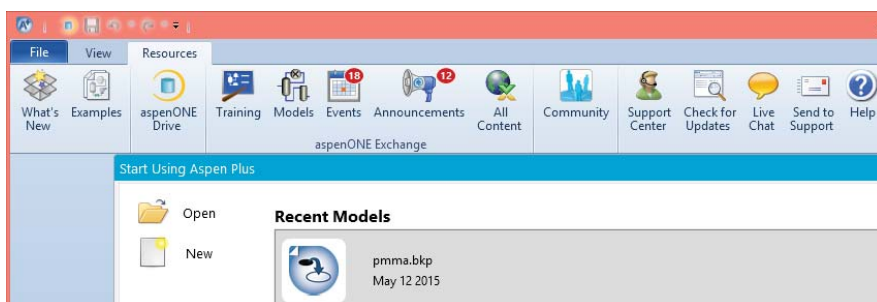 File View Resources
18 12
What's New Examples aspenONE Drive Training Models Events Announcements All Content Community Support Center Check for Updates Live Chat Send to Support Help
aspenONE Exchange
Start Using Aspen Plus
Open
Recent Models
New
pmma.bkp
May 12 2015